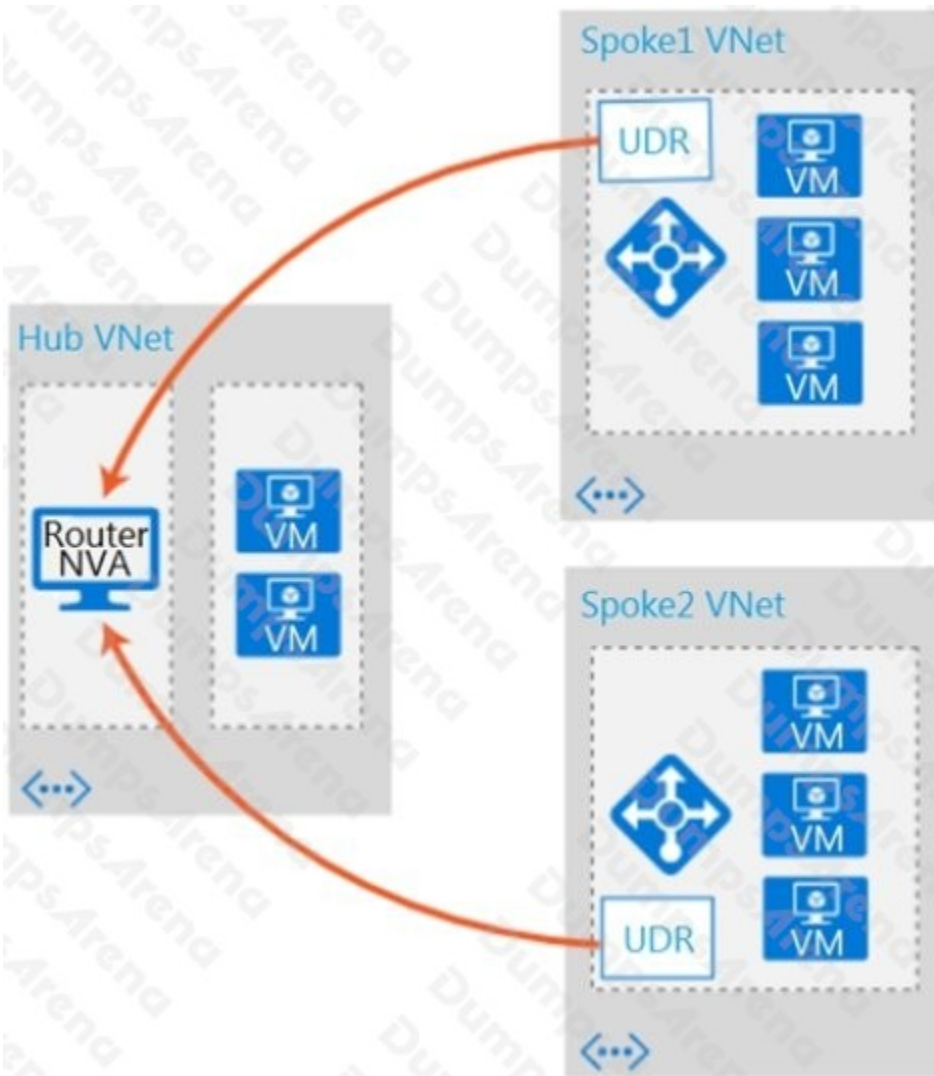 Spoke1 VNet
UDR
VM
VM
VM
Hub VNet
Router
NVA
VM
VM
Spoke2 VNet
VM
VM
UDR
VM
DumpsArena